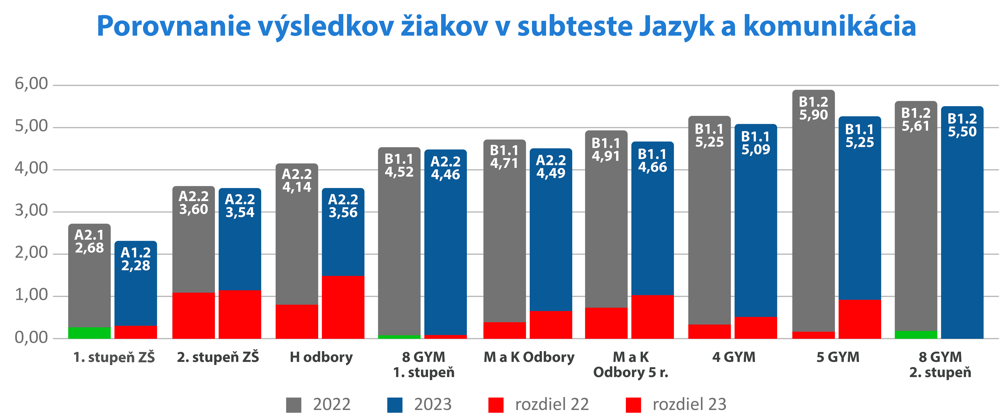 Porovnanie výsledkov žiakov v subteste Jazyk a komunikácia
6,00
5,00
4,00
3,00
2,00
1,00
0,00
A2.1
2,68
A1.2
2,28
A2.2
3,60
A2.2
3,54
A2.2
4,14
A2.2
3,56
B1.1
4,52
A2.2
4,46
B1.1
4,71
A2.2
4,49
B1.1
4,91
B1.1
4,66
B1.1
5,25
B1.1
5,09
B1.2
5,90
B1.1
5,25
B1.2
5,61
B1.2
5,50
1. stupeň ZŠ
2. stupeň ZŠ
H odbory
8 GYM
1. stupeň
M a K Odbory
M a K
Odbory 5 r.
4 GYM
5 GYM
8 GYM
2. stupeň
2022
2023
rozdiel 22
rozdiel 23